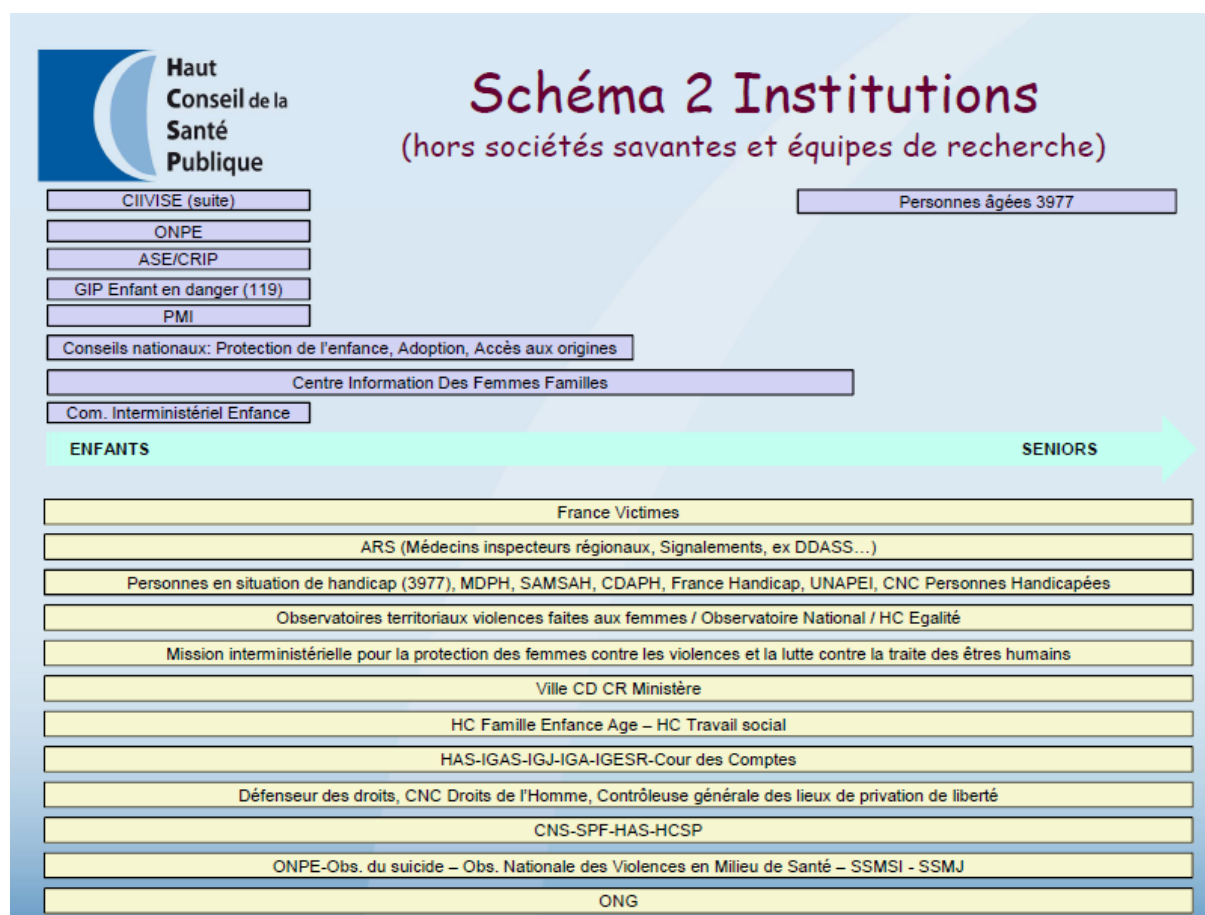 Haut
Conseil de la
Santé
Publique
Schéma 2 Institutions
(hors sociétés savantes et équipes de recherche)
CIIVISE (suite)
Personnes âgées 3977
ONPE
ASE/CRIP
GIP Enfant en danger (119)
PMI
Conseils nationaux: Protection de l'enfance, Adoption, Accès aux origines
Centre Information Des Femmes Familles
Com. Interministériel Enfance
ENFANTS
SENIORS
France Victimes
ARS (Médecins inspecteurs régionaux, Signalements, ex DDASS…)
Personnes en situation de handicap (3977), MDPH, SAMSAH, CDAPH, France Handicap, UNAPEI, CNC Personnes Handicapées
Observatoires territoriaux violences faites aux femmes / Observatoire National / HC Egalité
Mission interministérielle pour la protection des femmes contre les violences et la lutte contre la traite des êtres humains
Ville CD CR Ministère
HC Famille Enfance Age – HC Travail social
HAS-IGAS-IGJ-IGA-IGESR-Cour des Comptes
Défenseur des droits, CNC Droits de l'Homme, Contrôleuse générale des lieux de privation de liberté
CNS-SPF-HAS-HCSP
ONPE-Obs. du suicide – Obs. Nationale des Violences en Milieu de Santé – SSMSI - SSMJ
ONG